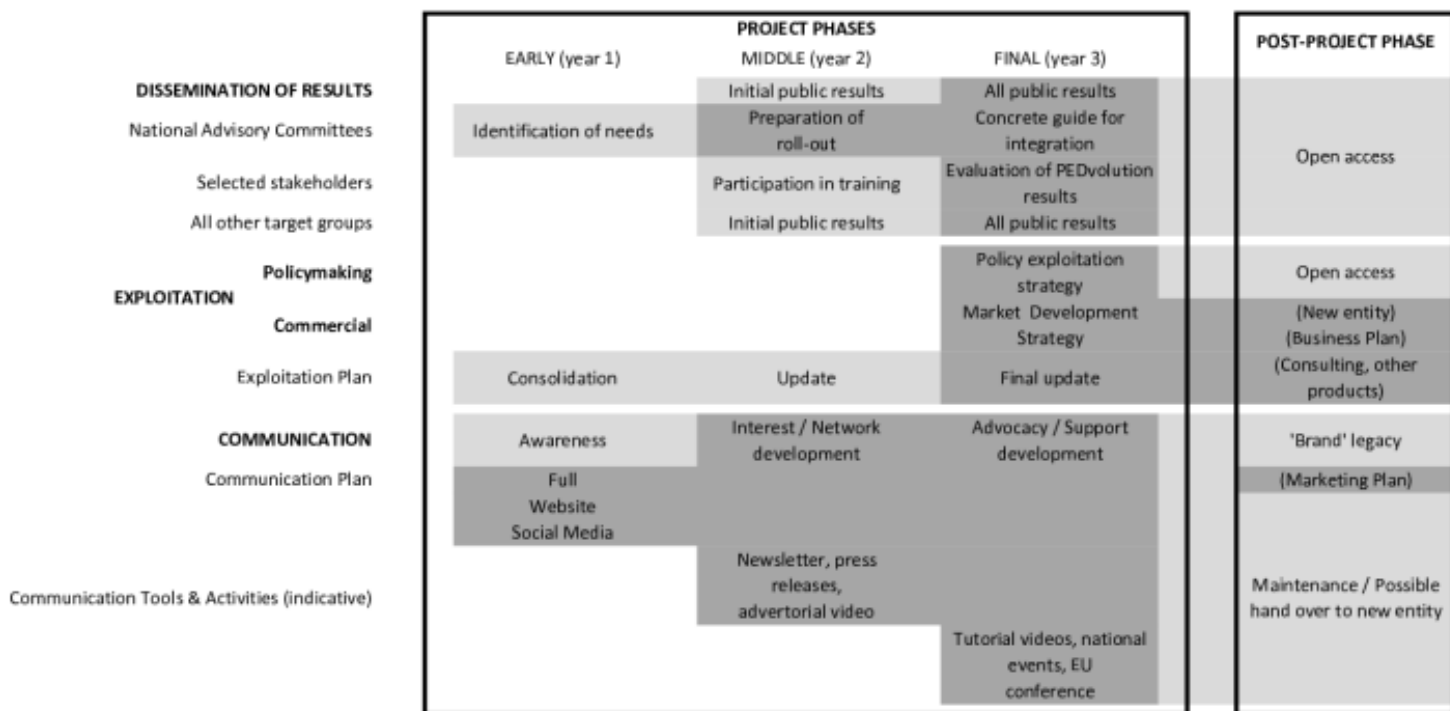 PROJECT PHASES
POST-PROJECT PHASE
EARLY (year 1)
MIDDLE (year 2)
FINAL (year 3)
DISSEMINATION OF RESULTS
Initial public results
All public results
National Advisory Committees
Identification of needs
Preparation of
roll-out
Concrete guide for
integration
Open access
Selected stakeholders
Participation in training
Evaluation of PEDvolution
results
All other target groups
Initial public results
All public results
Policymaking
Policy exploitation
strategy
Open access
EXPLOITATION
Commercial
Market Development
Strategy
(New entity)
(Business Plan)
Exploitation Plan
Consolidation
Update
Final update
(Consulting, other
products)
COMMUNICATION
Awareness
Interest / Network
development
Advocacy / Support
development
'Brand' legacy
Communication Plan
Full
(Marketing Plan)
Website
Social Media
Communication Tools & Activities (indicative)
Newsletter, press
releases,
advertorial video
Maintenance / Possible
hand over to new entity
Tutorial videos, national
events, EU
conference